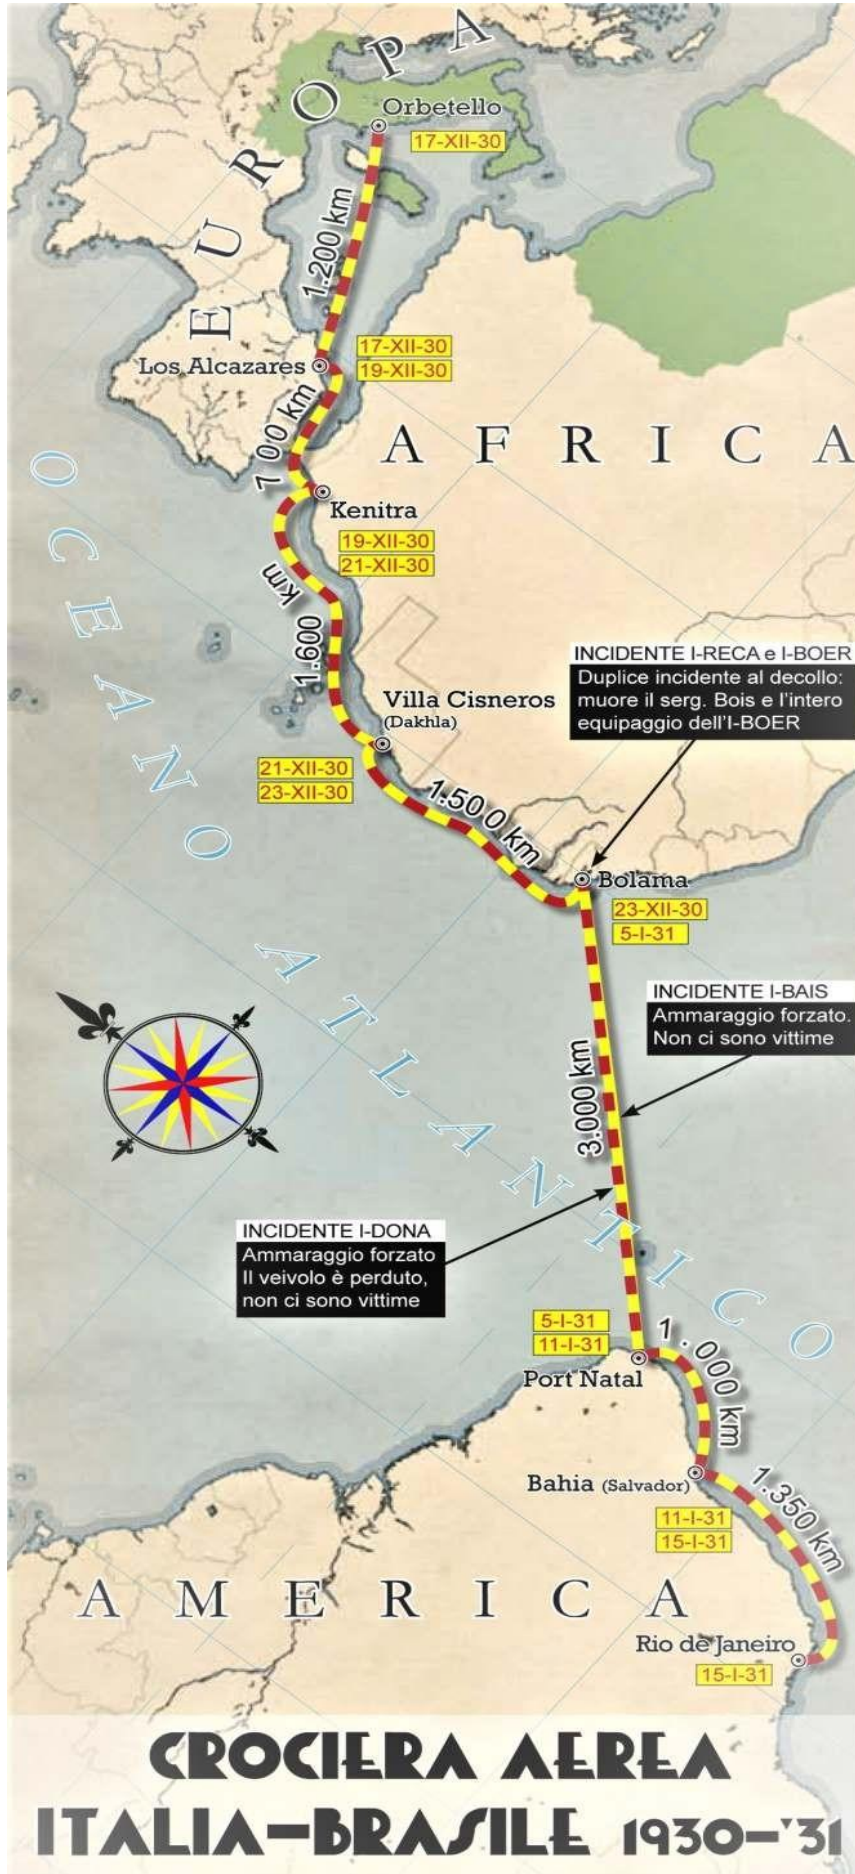 EUROPA
Orbetello
17-XII-30
1.200 km
Los Alcazares
17-XII-30
19-XII-30
AFRICA
700 km
Kenitra
19-XII-30
21-XII-30
1.600 km
OCEANO ATLANTICO
INCIDENTE I-RECA e I-BOER
Duplice incidente al decollo:
muore il serg. Bois e l'intero
equipaggio dell'I-BOER
Villa Cisneros
(Dakhla)
21-XII-30
23-XII-30
1.500 km
Bolama
23-XII-30
5-I-31
INCIDENTE I-BAIS
Ammaraggio forzato.
Non ci sono vittime
3.000 km
INCIDENTE I-DONA
Ammaraggio forzato
Il veivolo è perduto,
non ci sono vittime
5-I-31
11-I-31
Port Natal
1.000 km
Bahia (Salvador)
11-I-31
15-I-31
1.350 km
AMERICA
Rio de Janeiro
15-I-31
CROCIERA AEREA
ITALIA-BRASILE 1930-'31